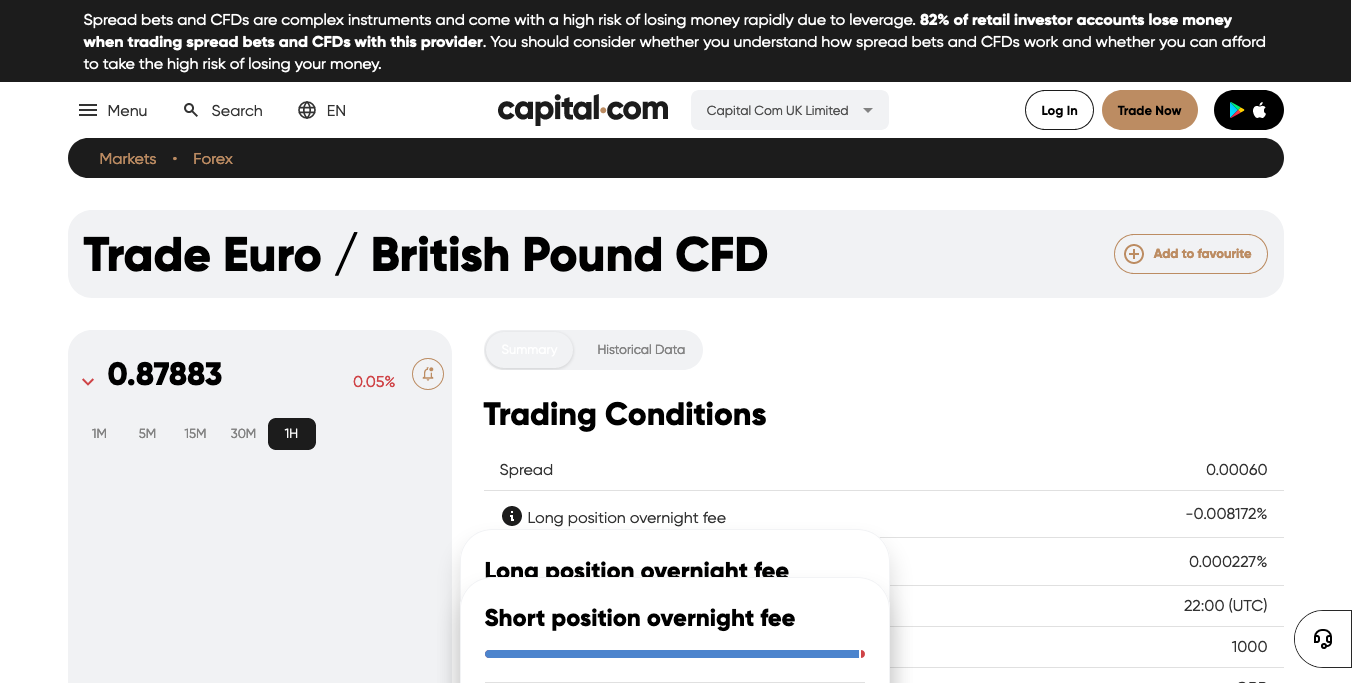 Spread bets and CFDs are complex instruments and come with a high risk of losing money rapidly due to leverage. 82% of retail investor accounts lose money
when trading spread bets and CFDs with this provider. You should consider whether you understand how spread bets and CFDs work and whether you can afford
to take the high risk of losing your money.
Menu Search EN capital.com Capital Com UK Limited Log In Trade Now
Markets • Forex
Trade Euro / British Pound CFD
Add to favourite
0.87883 0.05%
1M 5M 15M 30M 1H
Summary Historical Data
Trading Conditions
Spread 0.00060
Long position overnight fee -0.008172%
Long position overnight fee
0.000227%
Short position overnight fee
22:00 (UTC)
1000